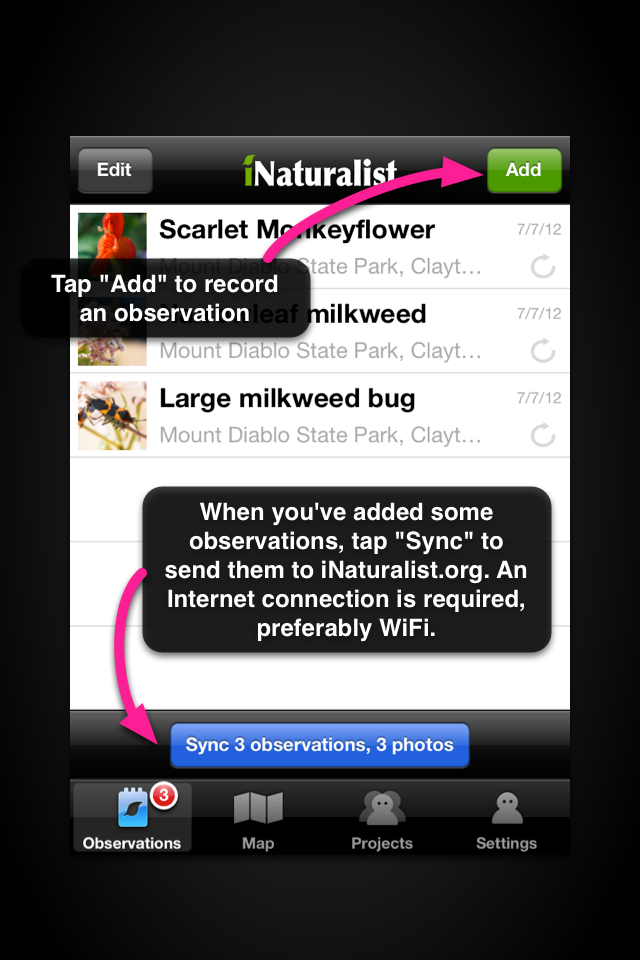 Edit
iNaturalist
Add
Scarlet Monkeyflower
7/7/12
Mount Diablo State Park, Clayt…
Tap "Add" to record
an observation
leaf milkweed
7/7/12
Mount Diablo State Park, Clayt…
Large milkweed bug
7/7/12
Mount Diablo State Park, Clayt…
When you've added some
observations, tap "Sync" to
send them to iNaturalist.org. An
Internet connection is required,
preferably WiFi.
Sync 3 observations, 3 photos
3
Observations
Map
Projects
Settings